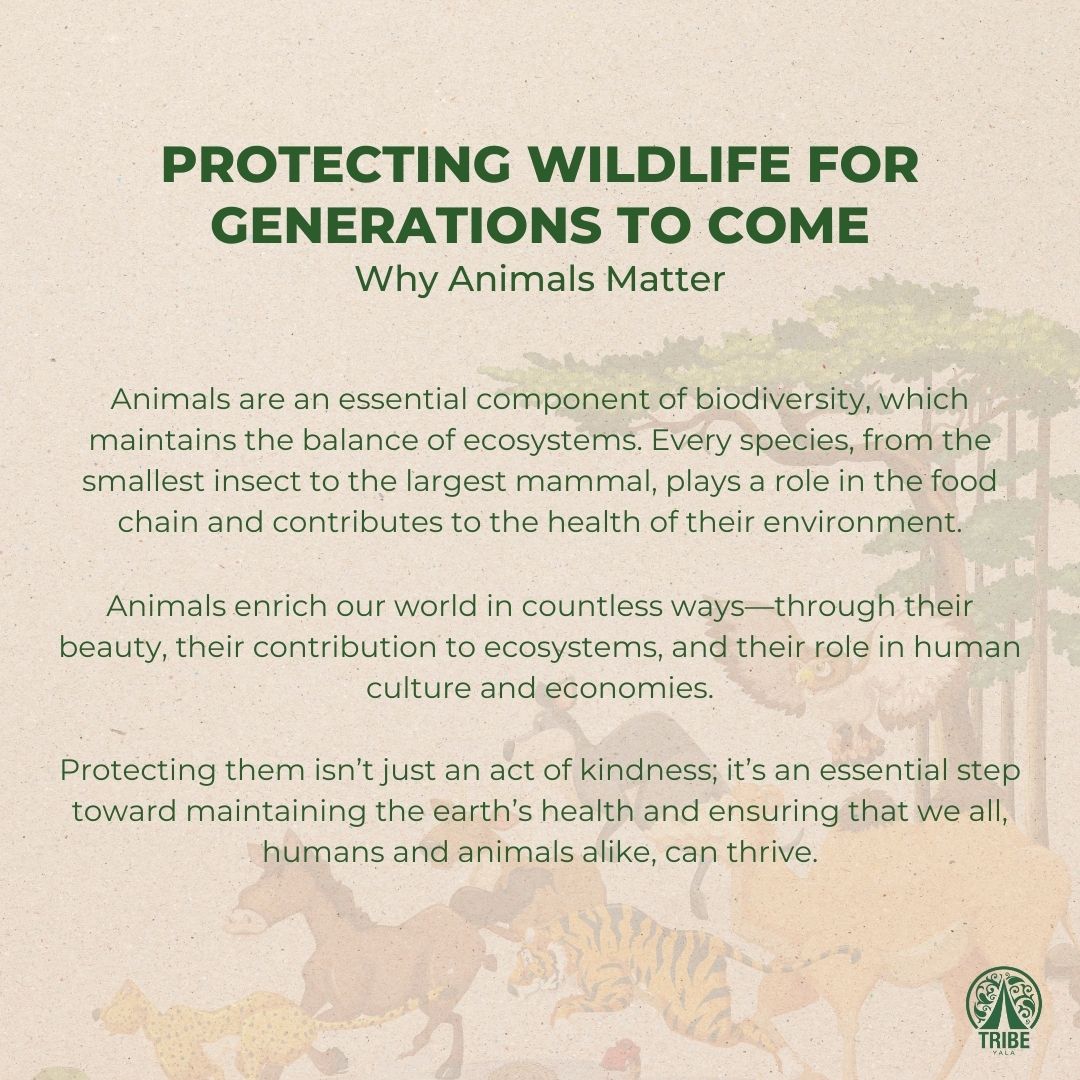 PROTECTING WILDLIFE FOR
GENERATIONS TO COME
Why Animals Matter
Animals are an essential component of biodiversity, which
maintains the balance of ecosystems. Every species, from the
smallest insect to the largest mammal, plays a role in the food
chain and contributes to the health of their environment.
Animals enrich our world in countless ways—through their
beauty, their contribution to ecosystems, and their role in human
culture and economies.
Protecting them isn’t just an act of kindness; it’s an essential step
toward maintaining the earth’s health and ensuring that we all,
humans and animals alike, can thrive.
TRIBE
YALA